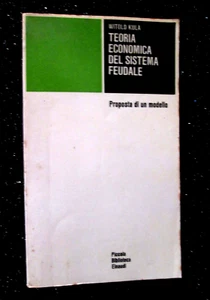 WITOLD KULA
TEORIA
ECONOMICA
DEL SISTEMA
FEUDALE
Proposta di un modello
Piccola
Biblioteca
Einaudi